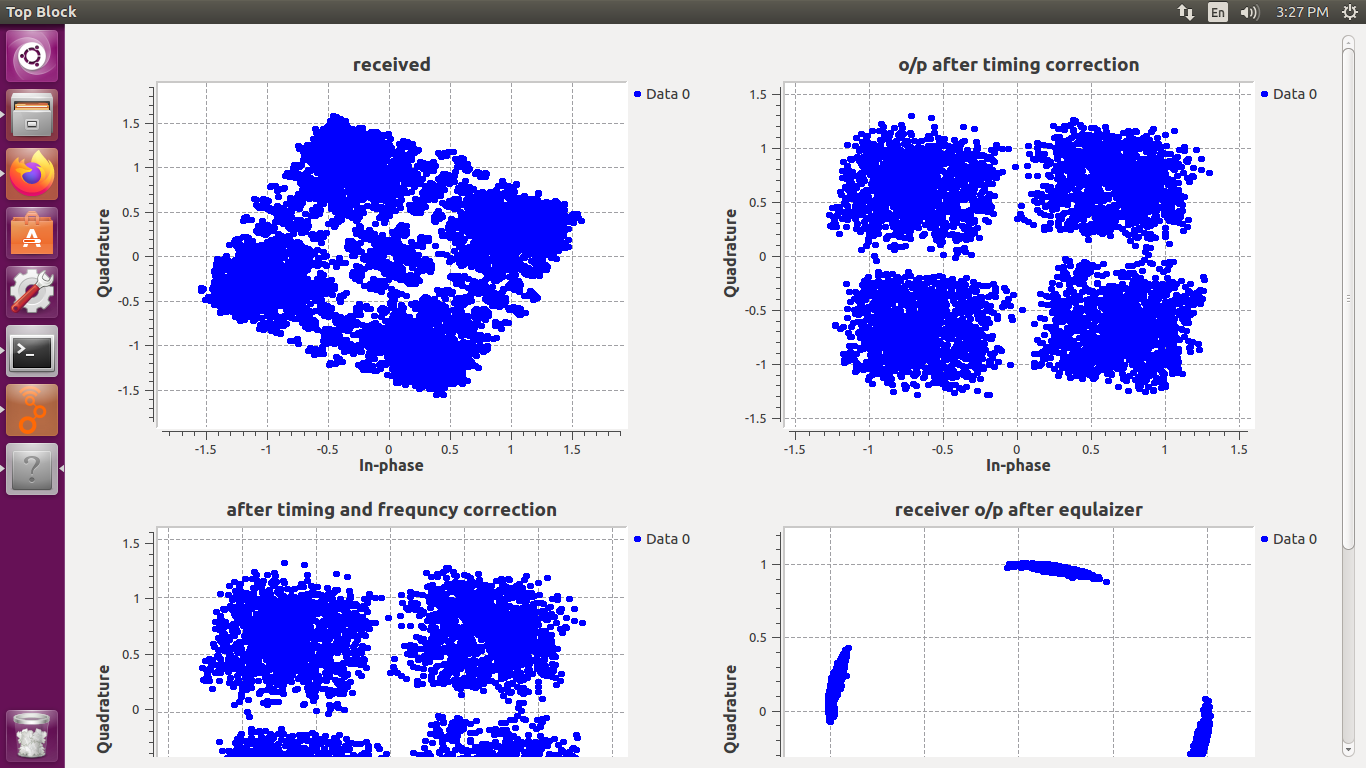 Top Block
En
3:27 PM
received
Data 0
1.5
1
0.5
0
-0.5
-1
-1.5
Quadrature
-1.5 -1 -0.5 0 0.5 1 1.5
In-phase
o/p after timing correction
Data 0
1.5
1
0.5
0
-0.5
-1
-1.5
Quadrature
-1.5 -1 -0.5 0 0.5 1 1.5
In-phase
after timing and frequncy correction
Data 0
1.5
1
0.5
0
Quadrature
receiver o/p after equlaizer
Data 0
1
0.5
0
Quadrature